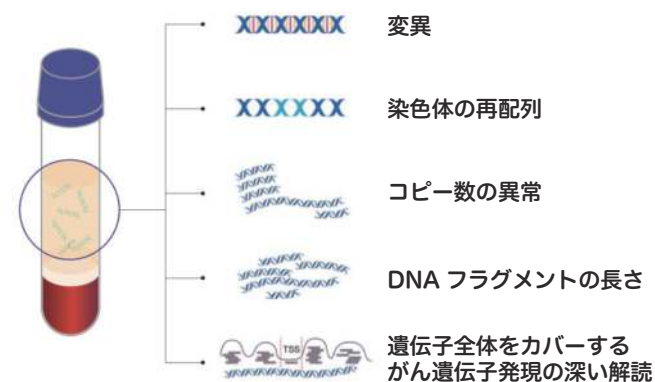 変異
染色体の再配列
コピー数の異常
DNA フラグメントの長さ
TSS
遺伝子全体をカバーする
がん遺伝子発現の深い解読